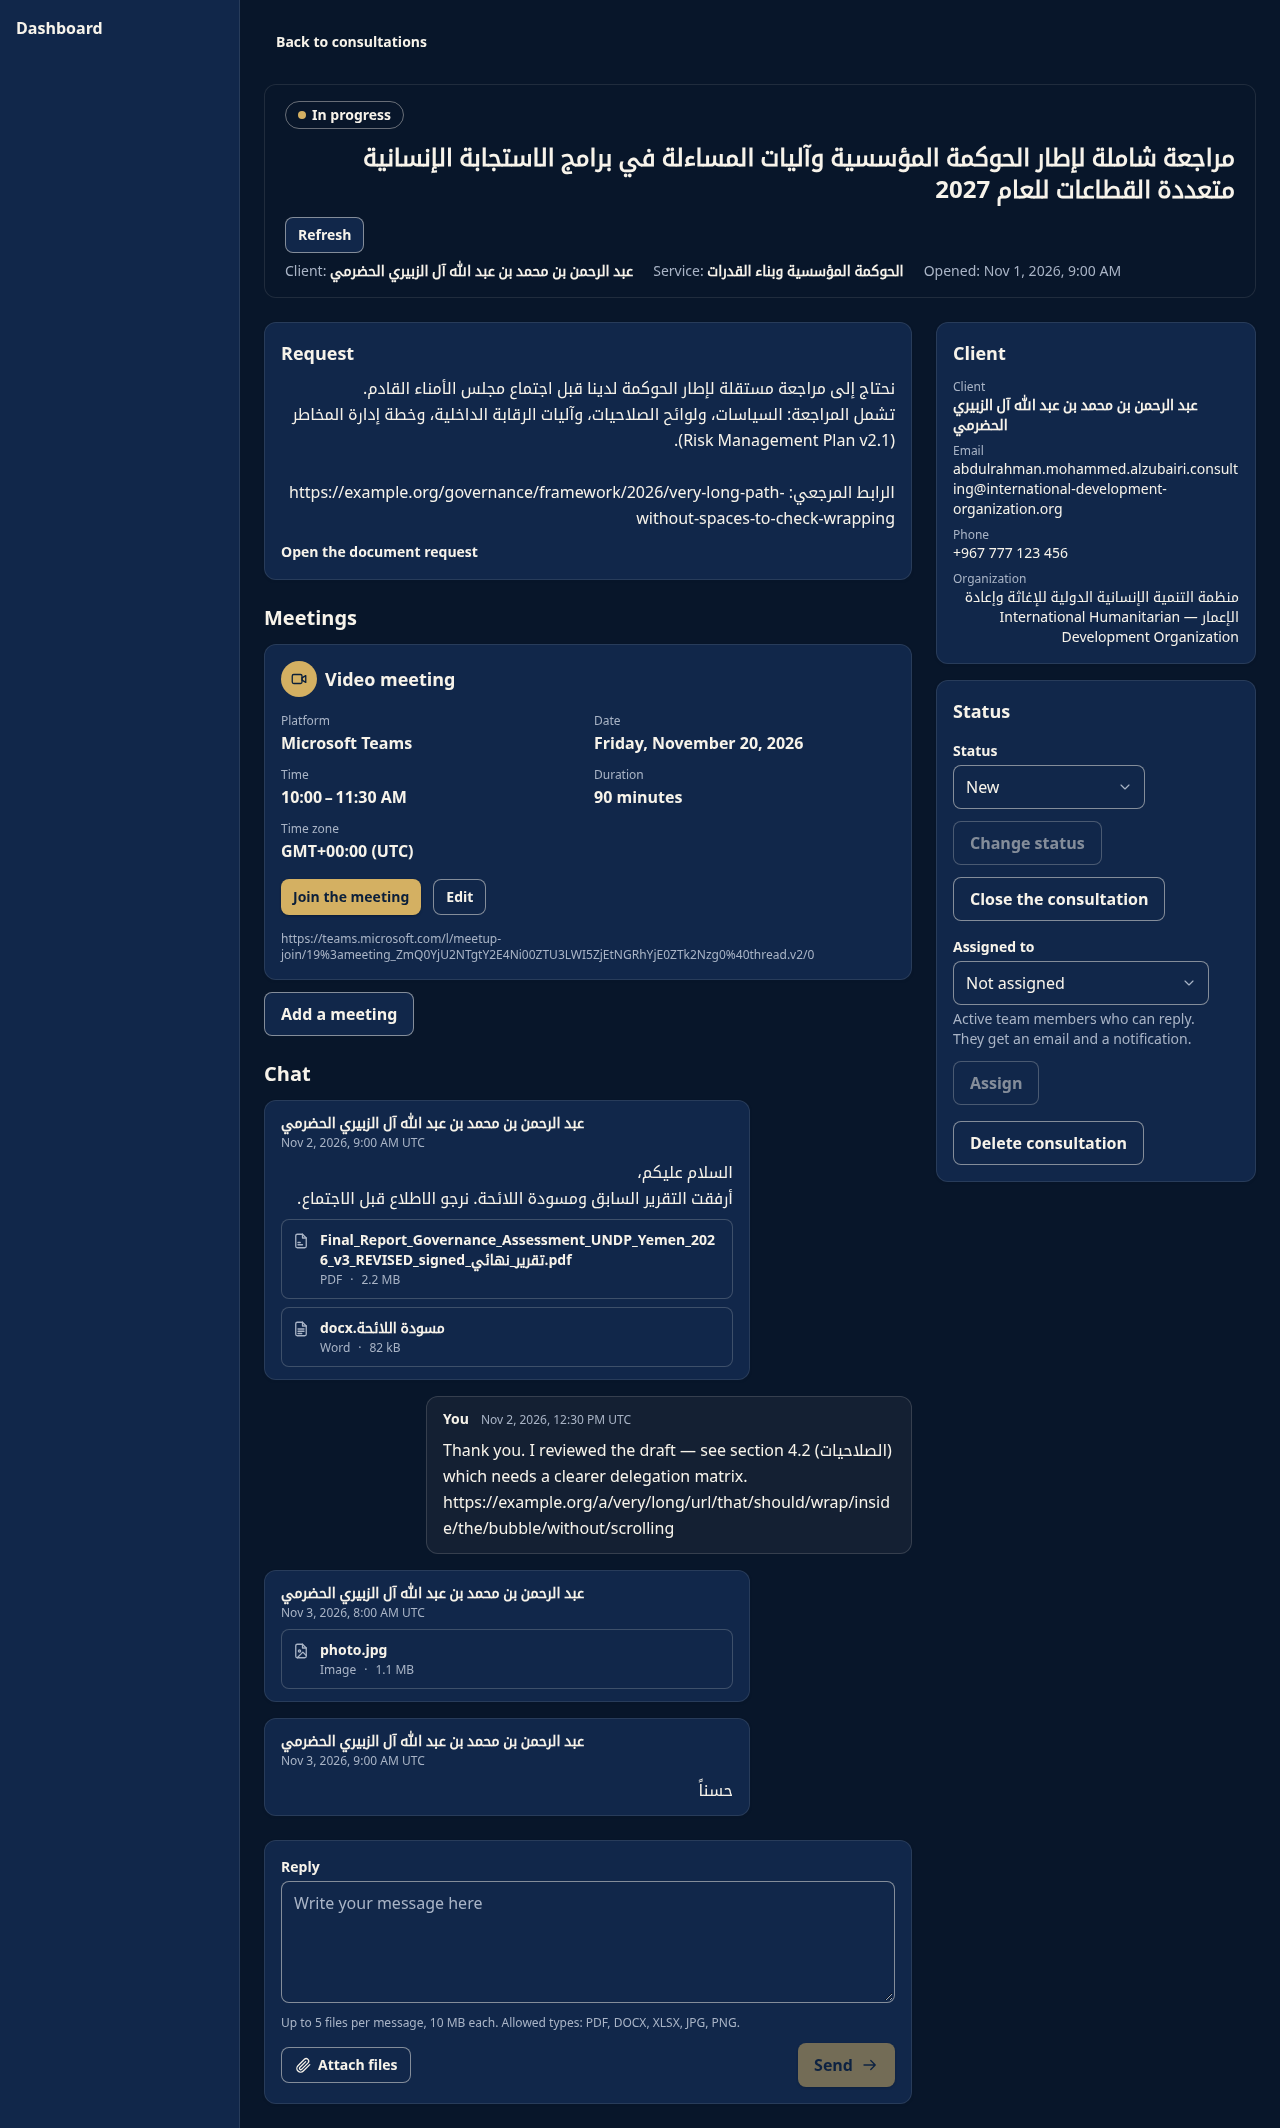 Dashboard
Back to consultations
In progress
مراجعة شاملة لإطار الحوكمة المؤسسية وآليات المساءلة في برامج الاستجابة الإنسانية
متعددة القطاعات للعام 2027
Refresh
Client: عبد الرحمن بن محمد بن عبد الله آل الزبيري الحضرمي Service: الحوكمة المؤسسية وبناء القدرات Opened: Nov 1, 2026, 9:00 AM
Request
نحتاج إلى مراجعة مستقلة لإطار الحوكمة لدينا قبل اجتماع مجلس الأمناء القادم.
تشمل المراجعة: السياسات، ولوائح الصلاحيات، وآليات الرقابة الداخلية، وخطة إدارة المخاطر
(Risk Management Plan v2.1).
الرابط المرجعي: https://example.org/governance/framework/2026/very-long-path-
without-spaces-to-check-wrapping
Open the document request
Meetings
Video meeting
Platform
Microsoft Teams
Date
Friday, November 20, 2026
Time
10:00 – 11:30 AM
Duration
90 minutes
Time zone
GMT+00:00 (UTC)
Join the meeting
Edit
https://teams.microsoft.com/l/meetup-
join/19%3ameeting_ZmQ0YjU2NTgtY2E4Ni00ZTU3LWI5ZjEtNGRhYjE0ZTk2Nzg0%40thread.v2/0
Add a meeting
Chat
عبد الرحمن بن محمد بن عبد الله آل الزبيري الحضرمي
Nov 2, 2026, 9:00 AM UTC
السلام عليكم،
أرفقت التقرير السابق ومسودة اللائحة. نرجو الاطلاع قبل الاجتماع.
Final_Report_Governance_Assessment_UNDP_Yemen_202
6_v3_REVISED_signed_تقرير_نهائي.pdf
PDF · 2.2 MB
مسودة اللائحة.docx
Word · 82 kB
You Nov 2, 2026, 12:30 PM UTC
Thank you. I reviewed the draft — see section 4.2 (الصلاحيات)
which needs a clearer delegation matrix.
https://example.org/a/very/long/url/that/should/wrap/insid
e/the/bubble/without/scrolling
عبد الرحمن بن محمد بن عبد الله آل الزبيري الحضرمي
Nov 3, 2026, 8:00 AM UTC
photo.jpg
Image · 1.1 MB
عبد الرحمن بن محمد بن عبد الله آل الزبيري الحضرمي
Nov 3, 2026, 9:00 AM UTC
حسناً
Reply
Write your message here
Up to 5 files per message, 10 MB each. Allowed types: PDF, DOCX, XLSX, JPG, PNG.
Attach files
Send
Client
Client
عبد الرحمن بن محمد بن عبد الله آل الزبيري
الحضرمي
Email
abdulrahman.mohammed.alzubairi.consult
ing@international-development-
organization.org
Phone
+967 777 123 456
Organization
منظمة التنمية الإنسانية الدولية للإغاثة وإعادة
الإعمار — International Humanitarian
Development Organization
Status
Status
New
Change status
Close the consultation
Assigned to
Not assigned
Active team members who can reply.
They get an email and a notification.
Assign
Delete consultation